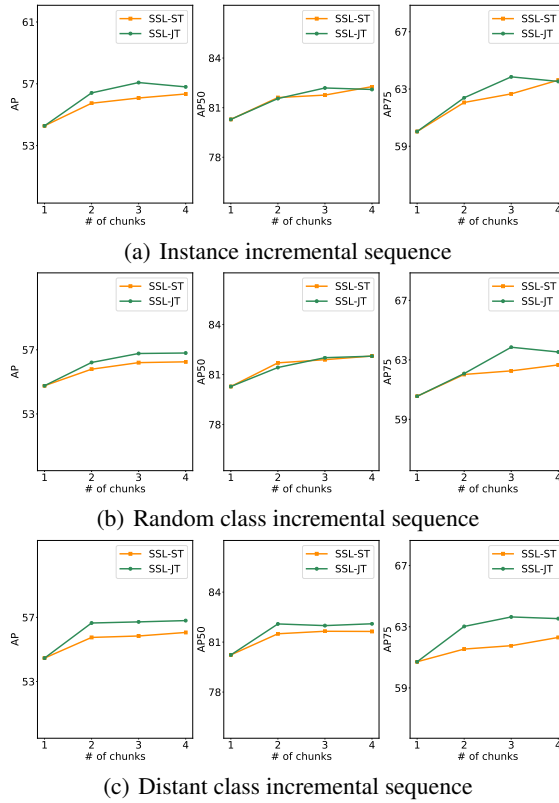 SSL-ST
SSL-JT
61
57
53
AP
1 2 3 4
# of chunks
SSL-ST
SSL-JT
84
81
78
AP50
1 2 3 4
# of chunks
SSL-ST
SSL-JT
67
63
59
AP75
1 2 3 4
# of chunks
(a) Instance incremental sequence
SSL-ST
SSL-JT
57
53
AP
1 2 3 4
# of chunks
SSL-ST
SSL-JT
84
81
78
AP50
1 2 3 4
# of chunks
SSL-ST
SSL-JT
67
63
59
AP75
1 2 3 4
# of chunks
(b) Random class incremental sequence
SSL-ST
SSL-JT
57
53
AP
1 2 3 4
# of chunks
SSL-ST
SSL-JT
84
81
78
AP50
1 2 3 4
# of chunks
SSL-ST
SSL-JT
67
63
59
AP75
1 2 3 4
# of chunks
(c) Distant class incremental sequence